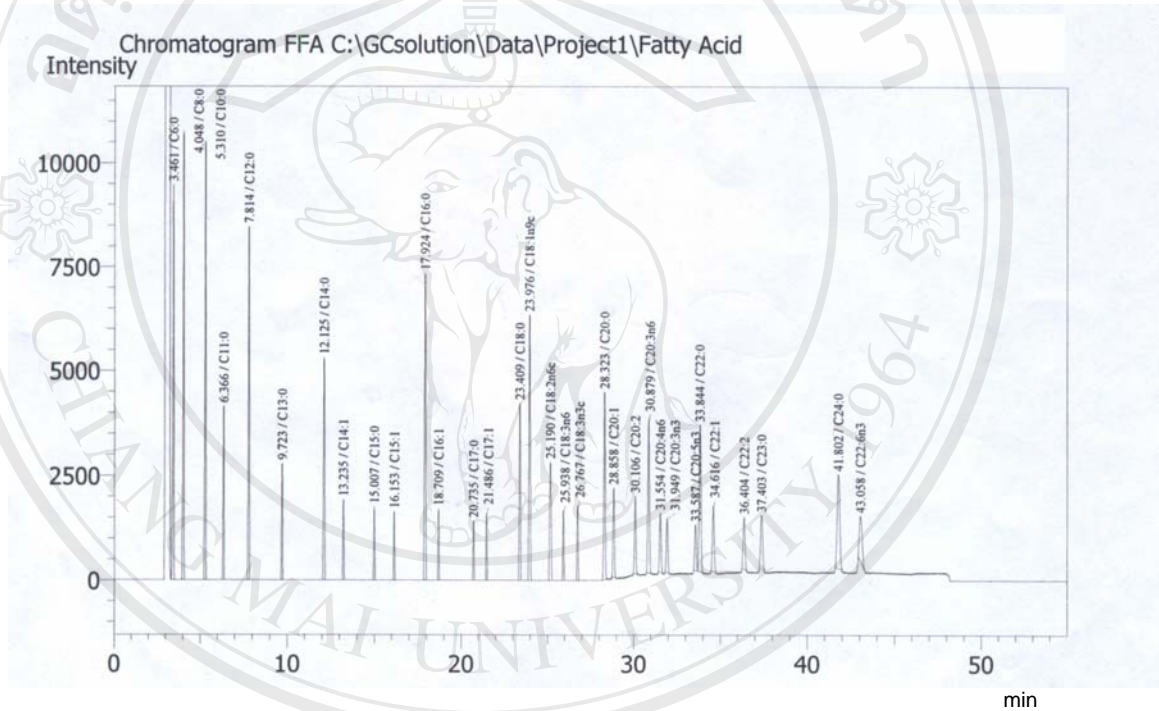 Chromatogram FFA C:\GCsolution\Data\Project1\Fatty Acid
Intensity
10000
7500
5000
2500
0
3.461 / C6:0
4.048 / C8:0
5.310 / C10:0
6.366 / C11:0
7.814 / C12:0
9.723 / C13:0
12.125 / C14:0
13.235 / C14:1
15.007 / C15:0
16.153 / C15:1
17.924 / C16:0
18.709 / C16:1
20.735 / C17:0
21.486 / C17:1
23.409 / C18:0
23.976 / C18:1n9c
25.190 / C18:2n6c
25.938 / C18:3n6
26.767 / C18:3n3c
28.323 / C20:0
28.858 / C20:1
30.106 / C20:2
30.879 / C20:3n6
31.554 / C20:4n6
31.949 / C20:3n3
33.587 / C20:5n3
33.844 / C22:0
34.616 / C22:1
36.404 / C22:2
37.403 / C23:0
41.802 / C24:0
43.058 / C22:6n3
0 10 20 30 40 50
min
CHIANG MAI UNIVERSITY 1964